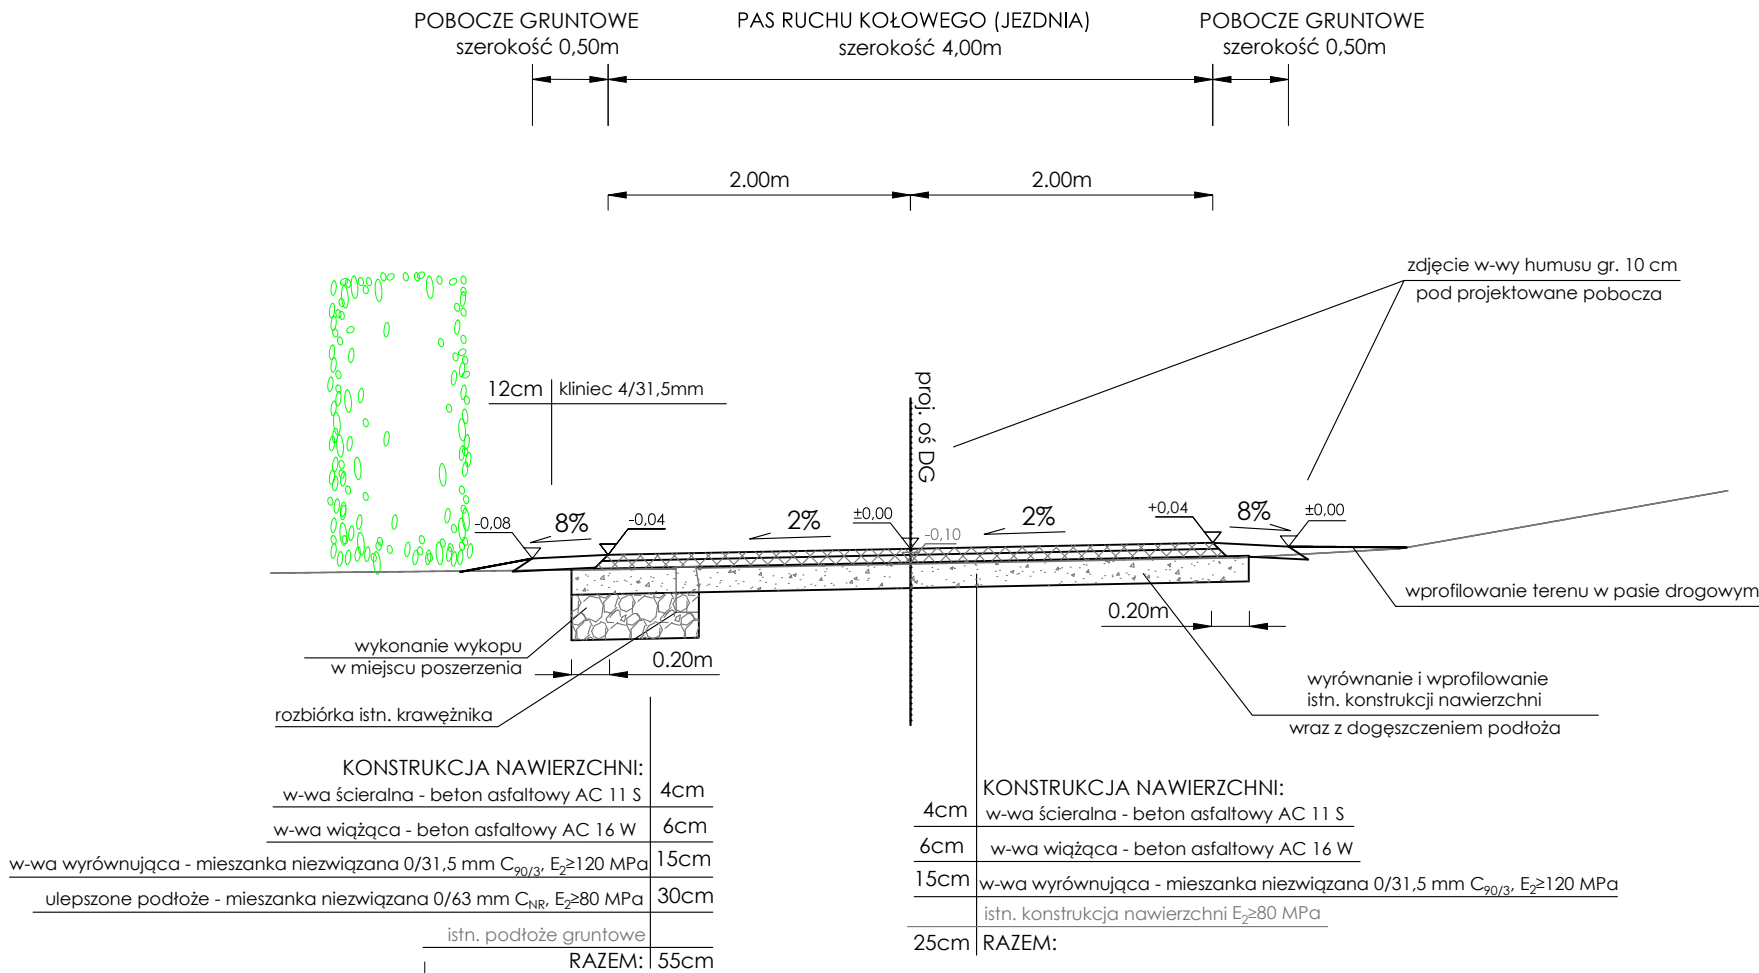 POBOCZE GRUNTOWE
szerokość 0,50m
PAS RUCHU KOŁOWEGO (JEZDNIA)
szerokość 4,00m
POBOCZE GRUNTOWE
szerokość 0,50m
2.00m
2.00m
zdjęcie w-wy humusu gr. 10 cm
pod projektowane pobocza
12cm
kliniec 4/31,5mm
proj. oś DG
-0,08
8%
-0,04
2%
±0,00
-0,10
2%
+0,04
8%
±0,00
wprofilowanie terenu w pasie drogowym
0.20m
wykonanie wykopu
w miejscu poszerzenia
0.20m
rozbiórka istn. krawężnika
wyrównanie i wprofilowanie
istn. konstrukcji nawierzchni
wraz z dogęszczeniem podłoża
KONSTRUKCJA NAWIERZCHNI:
w-wa ścieralna - beton asfaltowy AC 11 S 4cm
w-wa wiążąca - beton asfaltowy AC 16 W 6cm
w-wa wyrównująca - mieszanka niezwiązana 0/31,5 mm C90/3, E2≥120 MPa 15cm
ulepszone podłoże - mieszanka niezwiązana 0/63 mm CNR, E2≥80 MPa 30cm
istn. podłoże gruntowe
RAZEM: 55cm
KONSTRUKCJA NAWIERZCHNI:
4cm w-wa ścieralna - beton asfaltowy AC 11 S
6cm w-wa wiążąca - beton asfaltowy AC 16 W
15cm w-wa wyrównująca - mieszanka niezwiązana 0/31,5 mm C90/3, E2≥120 MPa
istn. konstrukcja nawierzchni E2≥80 MPa
25cm RAZEM: